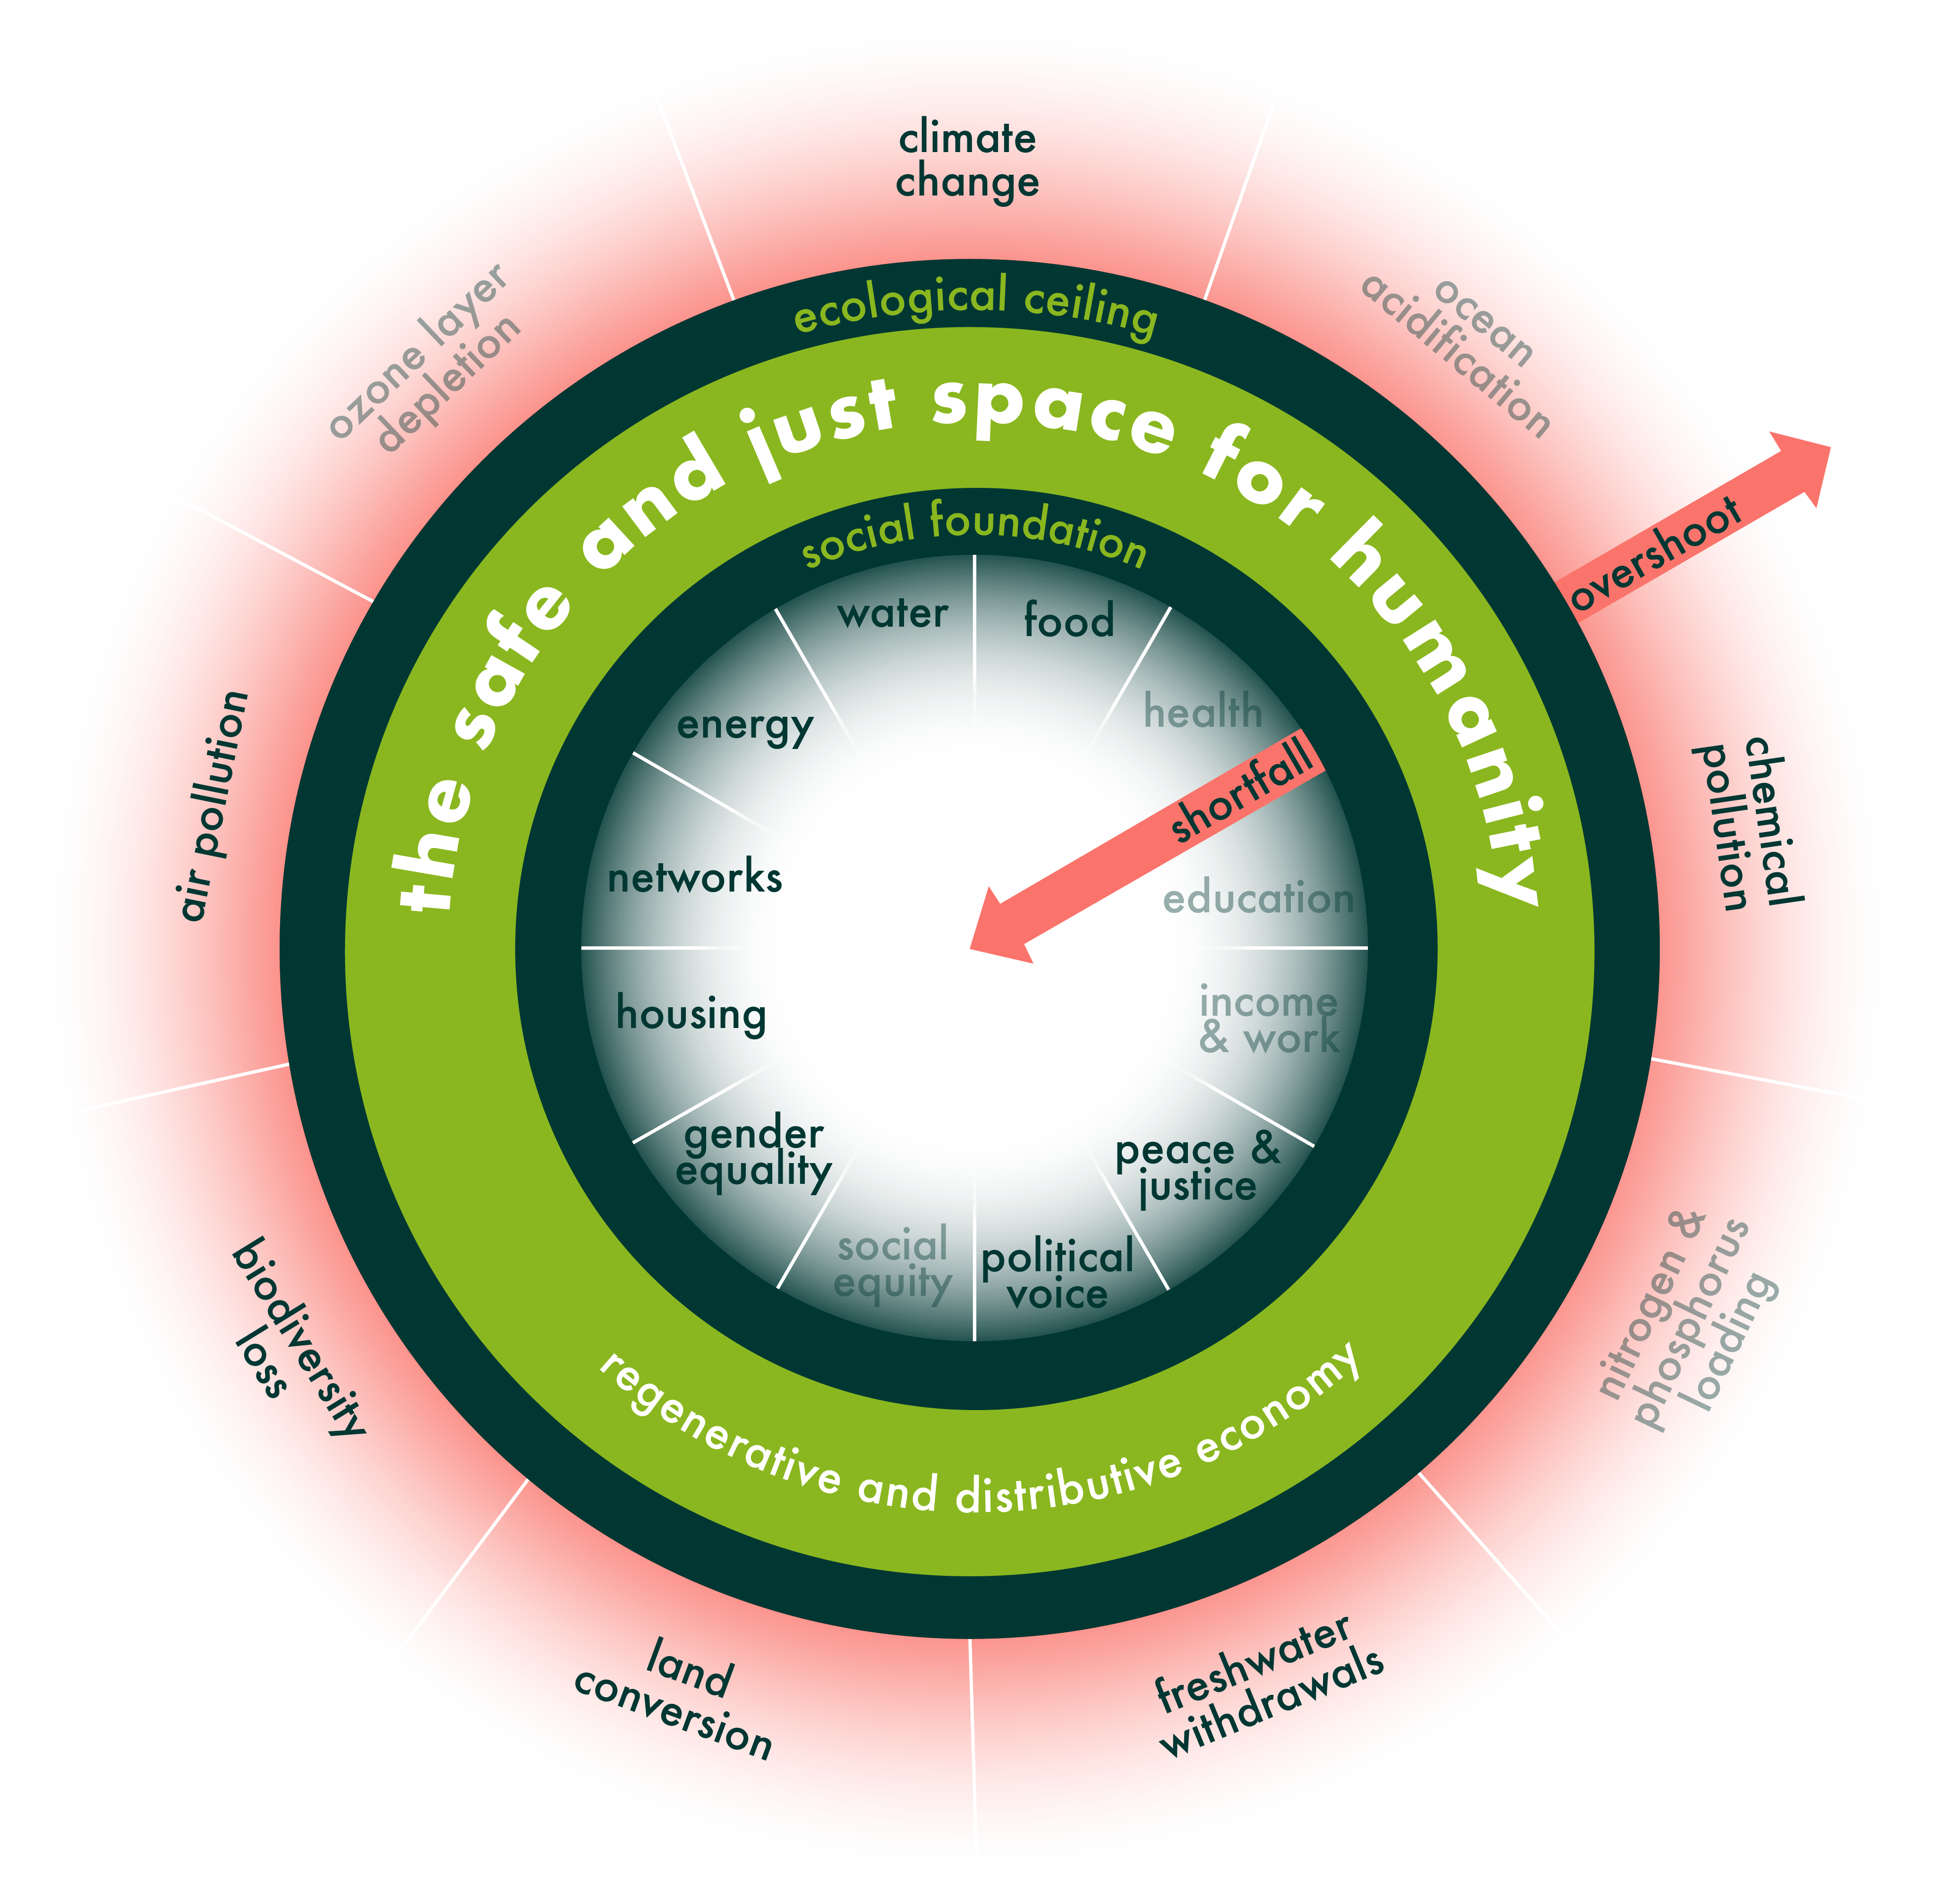 climate
change
ocean
acidification
overshoot
chemical
pollution
nitrogen &
phosphorus
loading
freshwater
withdrawals
land
conversion
biodiversity
loss
air pollution
ozone layer
depletion
ecological ceiling
the safe and just space for humanity
social foundation
water
food
health
shortfall
education
income
& work
peace &
justice
political
voice
social
equity
gender
equality
housing
networks
energy
regenerative and distributive economy